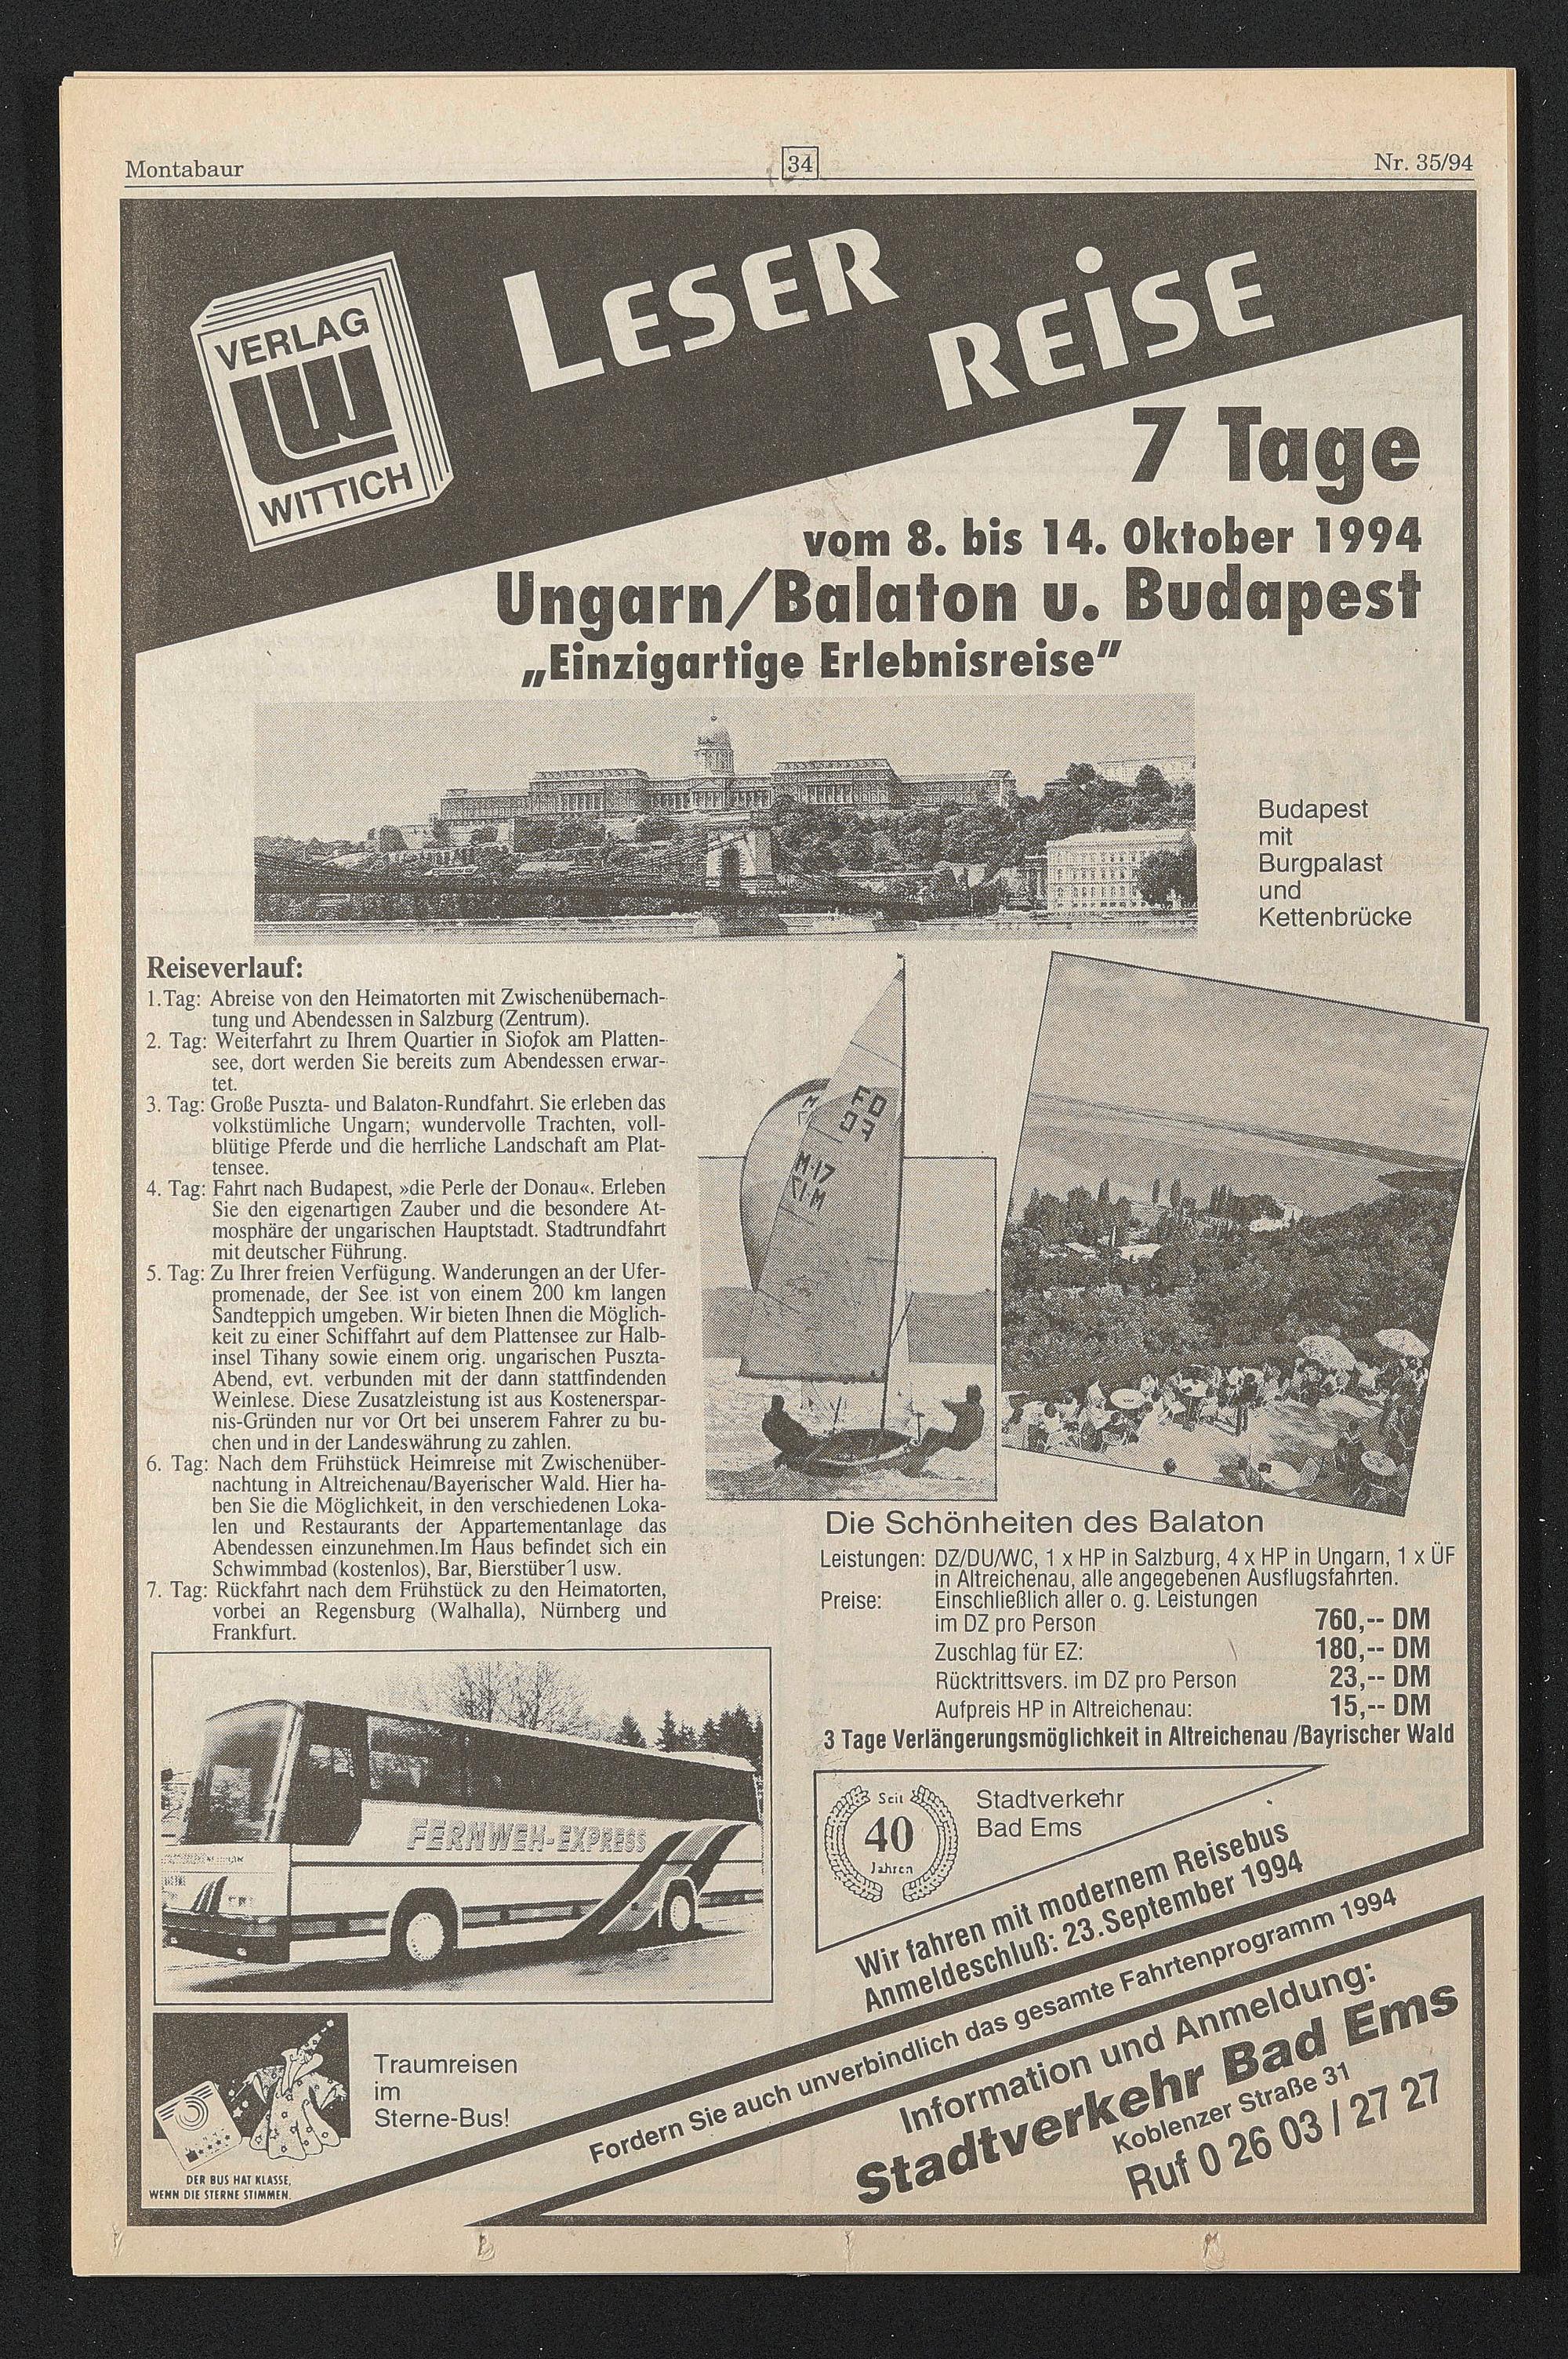 Montabaur
34
Nr. 35/94
VERLAG
WITTICH
LESER
REiSE
7 Tage
vom 8. bis 14. Oktober 1994
Ungarn/Balaton u. Budapest
„Einzigartige Erlebnisreise”
Budapest
mit
Burgpalast
und
Kettenbrücke
Reiseverlauf:
1.Tag: Abreise von den Heimatorten mit Zwischenübernach-
tung und Abendessen in Salzburg (Zentrum).
2. Tag: Weiterfahrt zu Ihrem Quartier in Siofok am Platten-
see, dort werden Sie bereits zum Abendessen erwar-
tet.
3. Tag: Große Puszta- und Balaton-Rundfahrt. Sie erleben das
volkstümliche Ungarn; wundervolle Trachten, voll-
blütige Pferde und die herrliche Landschaft am Plat-
tensee.
4. Tag: Fahrt nach Budapest, »die Perle der Donau«. Erleben
Sie den eigenartigen Zauber und die besondere At-
mosphäre der ungarischen Hauptstadt. Stadtrundfahrt
mit deutscher Führung.
5. Tag: Zu Ihrer freien Verfügung. Wanderungen an der Ufer-
promenade, der See ist von einem 200 km langen
Sandteppich umgeben. Wir bieten Ihnen die Möglich-
keit zu einer Schiffahrt auf dem Plattensee zur Halb-
insel Tihany sowie einem orig. ungarischen Puszta-
Abend, evt. verbunden mit der dann stattfindenden
Weinlese. Diese Zusatzleistung ist aus Kostenerspar-
nis-Gründen nur vor Ort bei unserem Fahrer zu bu-
chen und in der Landeswährung zu zahlen.
6. Tag: Nach dem Frühstück Heimreise mit Zwischenüber-
nachtung in Altreichenau/Bayerischer Wald. Hier ha-
ben Sie die Möglichkeit, in den verschiedenen Loka-
len und Restaurants der Appartementanlage das
Abendessen einzunehmen.Im Haus befindet sich ein
Schwimmbad (kostenlos), Bar, Bierstüber'l usw.
7. Tag: Rückfahrt nach dem Frühstück zu den Heimatorten,
vorbei an Regensburg (Walhalla), Nürnberg und
Frankfurt.
M-17
Die Schönheiten des Balaton
Leistungen: DZ/DU/WC, 1 x HP in Salzburg, 4 x HP in Ungarn, 1 x ÜF
in Altreichenau, alle angegebenen Ausflugsfahrten.
Preise: Einschließlich aller o. g. Leistungen
im DZ pro Person 760,-- DM
Zuschlag für EZ: 180,-- DM
Rücktrittsvers. im DZ pro Person 23,-- DM
Aufpreis HP in Altreichenau: 15,-- DM
3 Tage Verlängerungsmöglichkeit in Altreichenau /Bayrischer Wald
FERNWEH-EXPRESS
Seit
40
Jahren
Stadtverkehr
Bad Ems
Wir fahren mit modernem Reisebus
Anmeldeschluß: 23.September 1994
Fordern Sie auch unverbindlich das gesamte Fahrtenprogramm 1994
Information und Anmeldung:
Stadtverkehr Bad Ems
Koblenzer Straße 31
Ruf 0 26 03 / 27 27
Traumreisen
im
Sterne-Bus!
DER BUS HAT KLASSE,
WENN DIE STERNE STIMMEN.